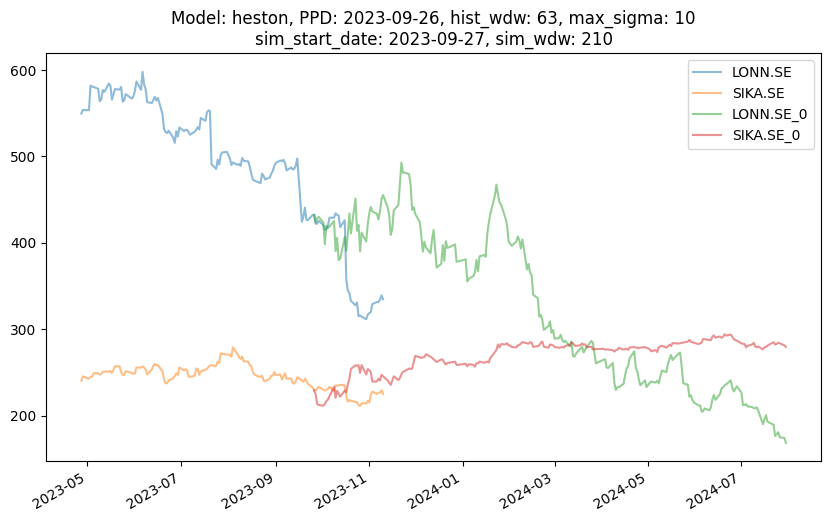 Model: heston, PPD: 2023-09-26, hist_wdw: 63, max_sigma: 10
sim_start_date: 2023-09-27, sim_wdw: 210
LONN.SE
SIKA.SE
LONN.SE_0
SIKA.SE_0
600
500
400
300
200
2023-05
2023-07
2023-09
2023-11
2024-01
2024-03
2024-05
2024-07